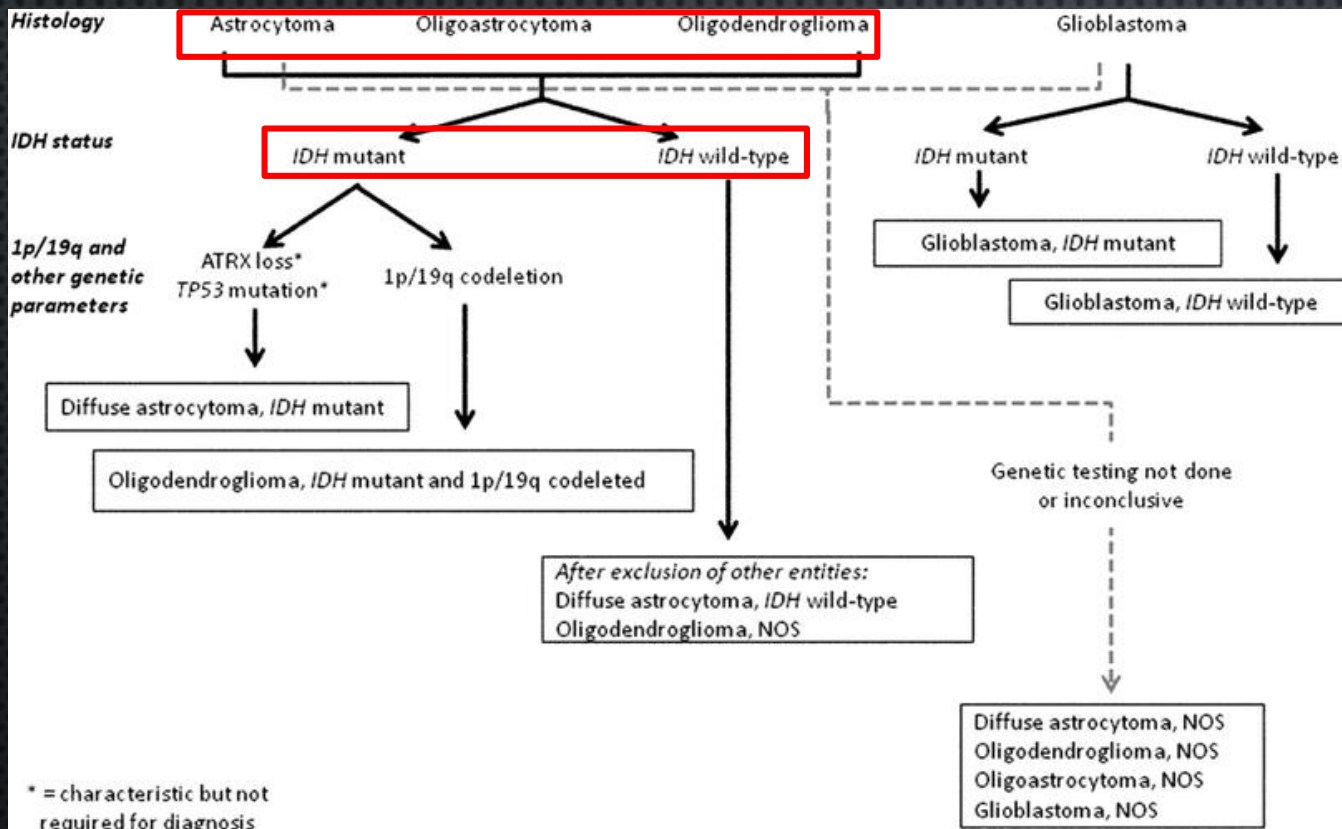 Histology
Astrocytoma Oligoastrocytoma Oligodendroglioma Glioblastoma
IDH status
IDH mutant IDH wild-type IDH mutant IDH wild-type
1p/19q and
other genetic
parameters
ATRX loss*
TP53 mutation*
1p/19q codeletion
Glioblastoma, IDH mutant
Glioblastoma, IDH wild-type
Diffuse astrocytoma, IDH mutant
Oligodendroglioma, IDH mutant and 1p/19q codeleted
Genetic testing not done
or inconclusive
After exclusion of other entities:
Diffuse astrocytoma, IDH wild-type
Oligodendroglioma, NOS
Diffuse astrocytoma, NOS
Oligodendroglioma, NOS
Oligoastrocytoma, NOS
Glioblastoma, NOS
* = characteristic but not
required for diagnosis